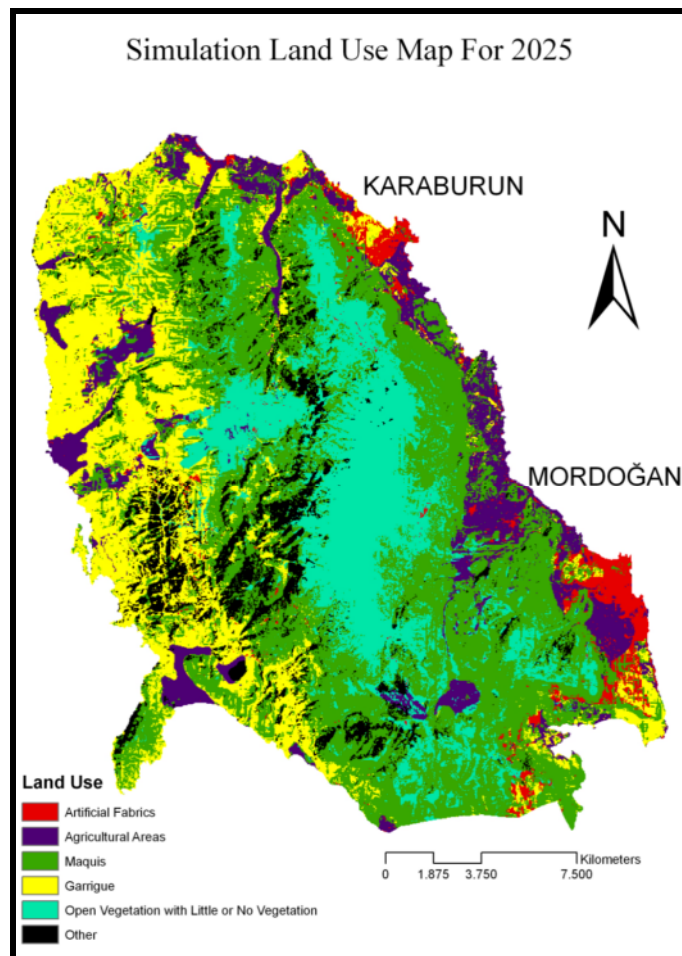 Simulation Land Use Map For 2025
KARABURUN
N
MORDOĞAN
Land Use
Artificial Fabrics
Agricultural Areas
Maquis
Garrigue
Open Vegetation with Little or No Vegetation
Other
Kilometers
0 1.875 3.750 7.500